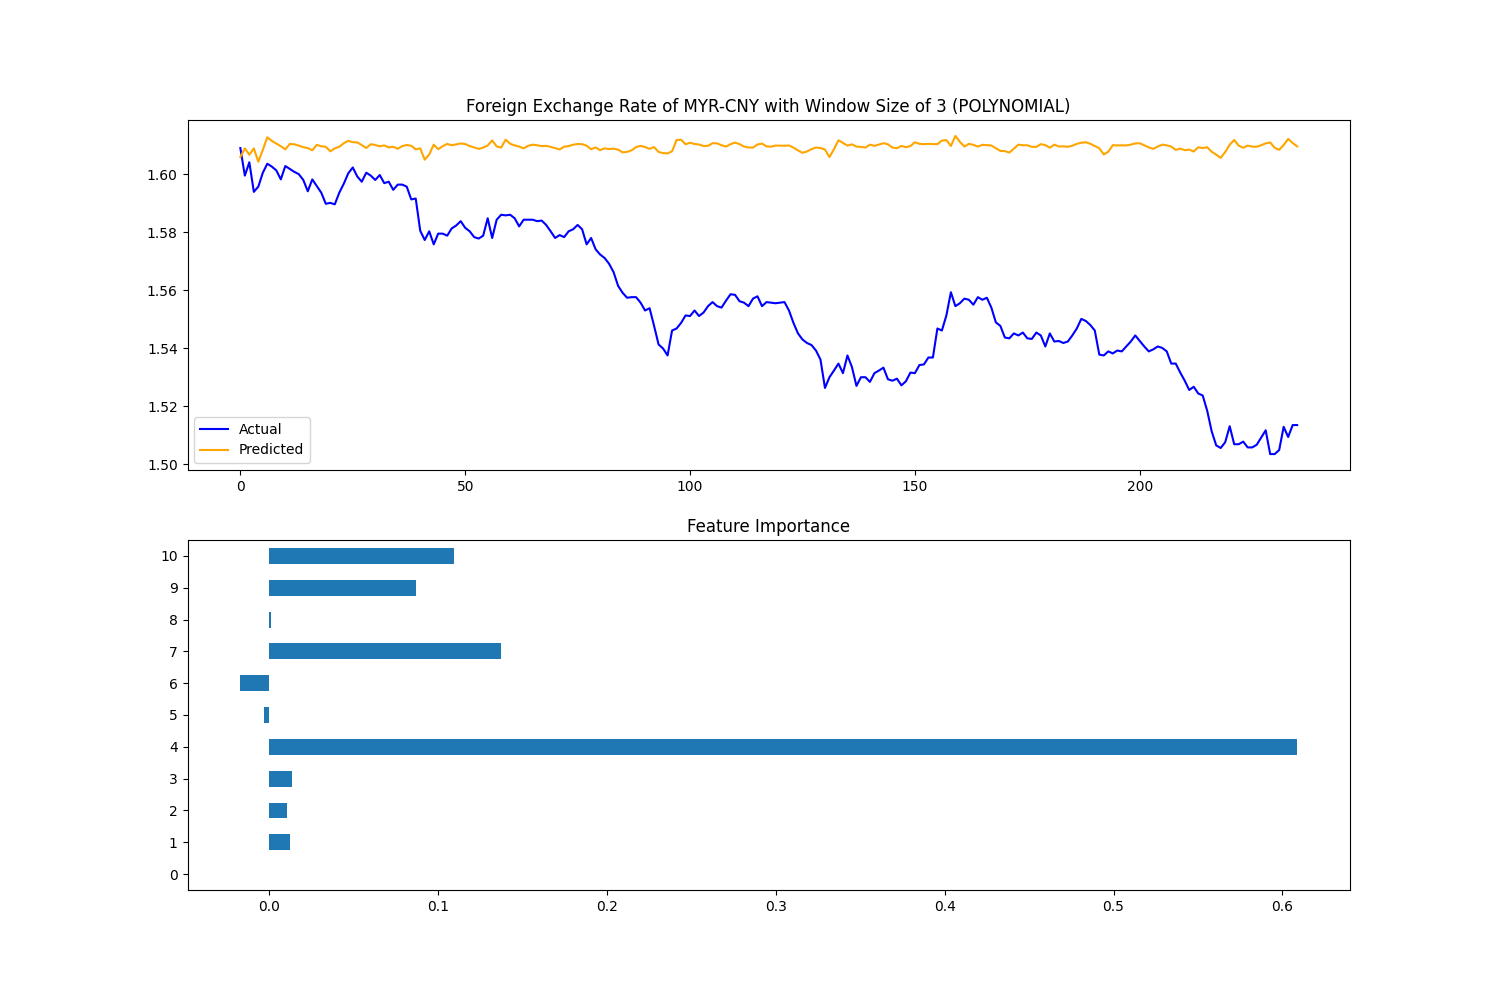 Foreign Exchange Rate of MYR-CNY with Window Size of 3 (POLYNOMIAL)
1.60
1.58
1.56
1.54
1.52
1.50
Actual
Predicted
0 50 100 150 200
Feature Importance
10
9
8
7
6
5
4
3
2
1
0
0.0 0.1 0.2 0.3 0.4 0.5 0.6